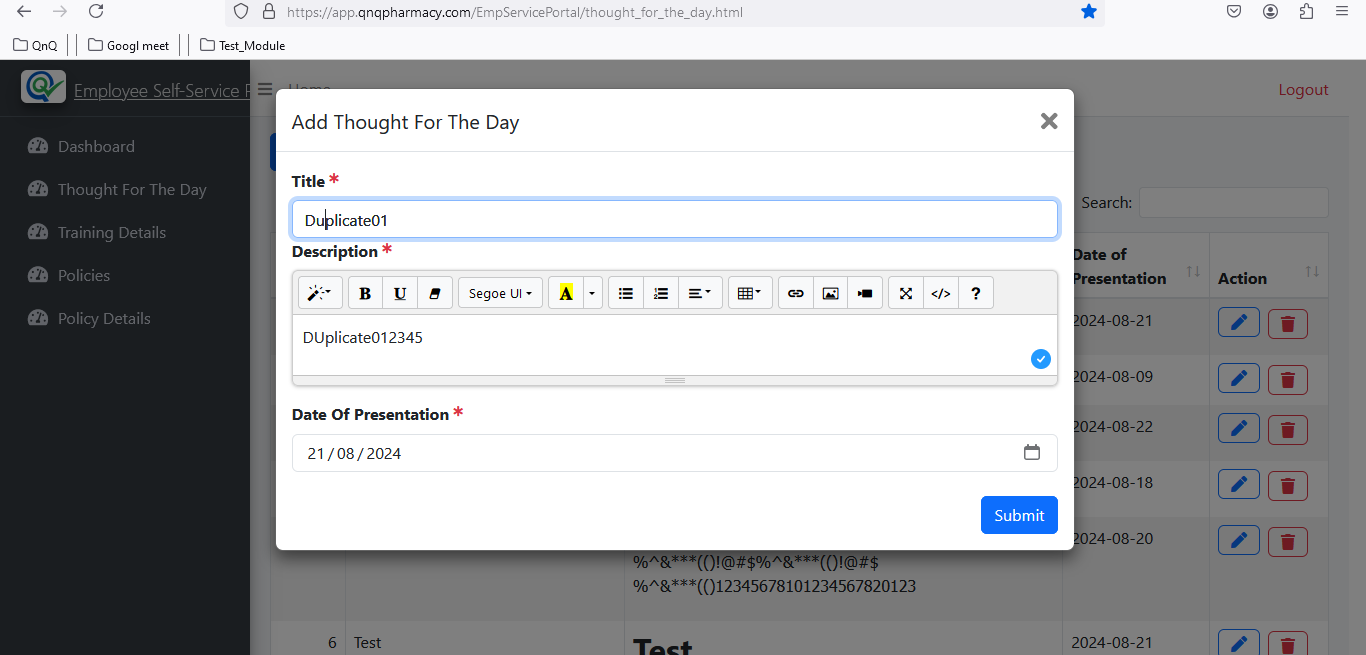 https://app.qnqpharmacy.com/EmpServicePortal/thought_for_the_day.html
QnQ
Googl meet
Test_Module
Employee Self-Service
Home
Logout
Add Thought For The Day
Dashboard
Thought For The Day
Training Details
Policies
Policy Details
Title *
Duplicate01
Search:
Description *
B U Segoe UI A </> ?
DUplicate012345
Date Of Presentation *
21/08/2024
Submit
Date of
Presentation
Action
2024-08-21
2024-08-09
2024-08-22
2024-08-18
2024-08-20
%^&***(()!@#$%^&***(()!@#$
%^&***(()12345678101234567820123
6 Test Test 2024-08-21